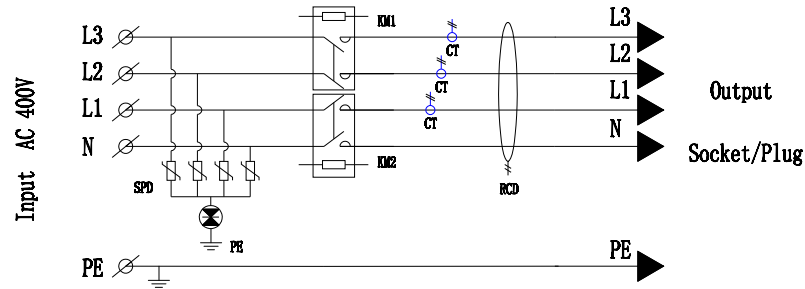 L3
KM1
L3
CT
L2
L2
CT
L1
L1
CT
Output
Input AC 400V
N
N
KM2
Socket/Plug
SPD
RCD
PE
PE
PE